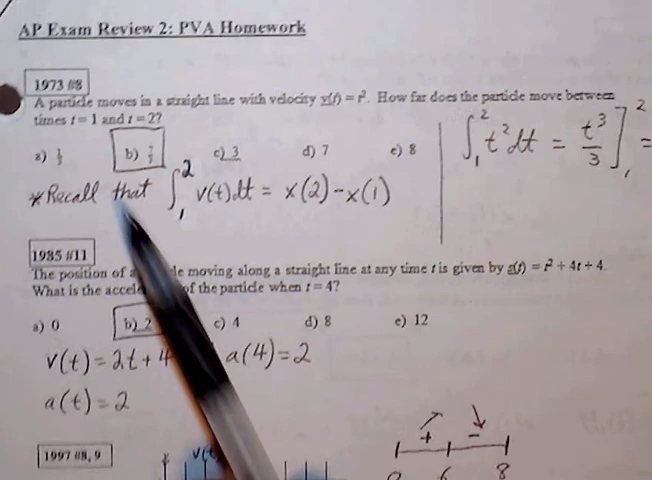 AP Exam Review 2: PVA Homework
1973 #8
A particle moves in a straight line with velocity v(t) = t². How far does the particle move between
times t = 1 and t = 2?
a) 1/3 b) 7/3 c) 3 d) 7 e) 8
∫₁² t² dt = t³/3 ]₁² =
*Recall that ∫₁² v(t)dt = x(2) - x(1)
1985 #11
The position of a le moving along a straight line at any time t is given by s(t) = t² + 4t + 4.
What is the accele of the particle when t = 4?
a) 0 b) 2 c) 4 d) 8 e) 12
v(t) = 2t + 4 a(4) = 2
a(t) = 2
+ -
6 8
1997 #8, 9 v(t)